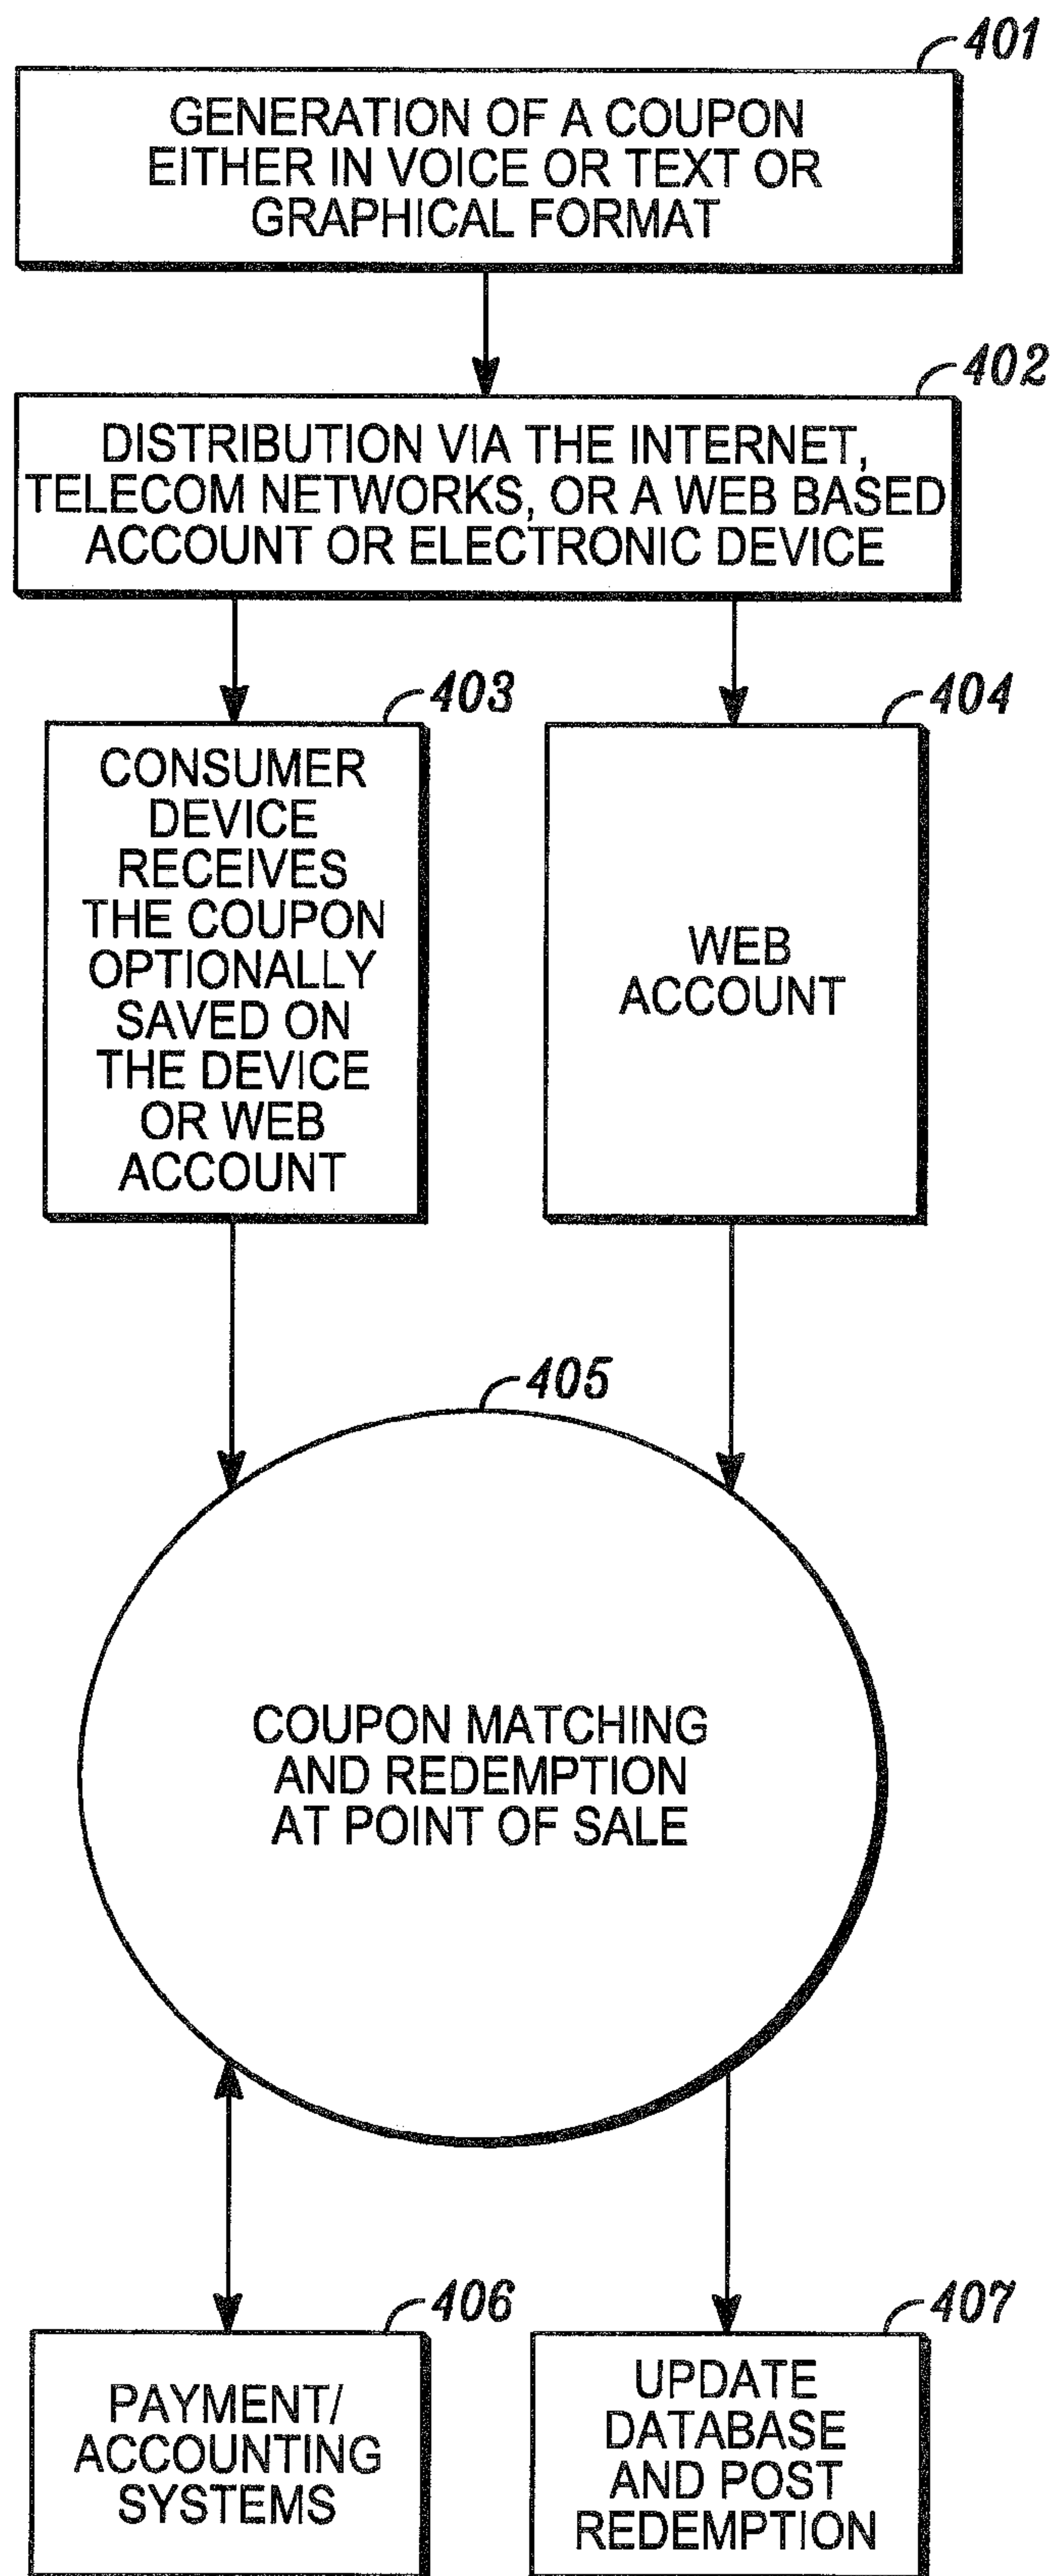 401
GENERATION OF A COUPON
EITHER IN VOICE OR TEXT OR
GRAPHICAL FORMAT
402
DISTRIBUTION VIA THE INTERNET,
TELECOM NETWORKS, OR A WEB BASED
ACCOUNT OR ELECTRONIC DEVICE
403
CONSUMER
DEVICE
RECEIVES
THE COUPON
OPTIONALLY
SAVED ON
THE DEVICE
OR WEB
ACCOUNT
404
WEB
ACCOUNT
405
COUPON MATCHING
AND REDEMPTION
AT POINT OF SALE
406
PAYMENT/
ACCOUNTING
SYSTEMS
407
UPDATE
DATABASE
AND POST
REDEMPTION